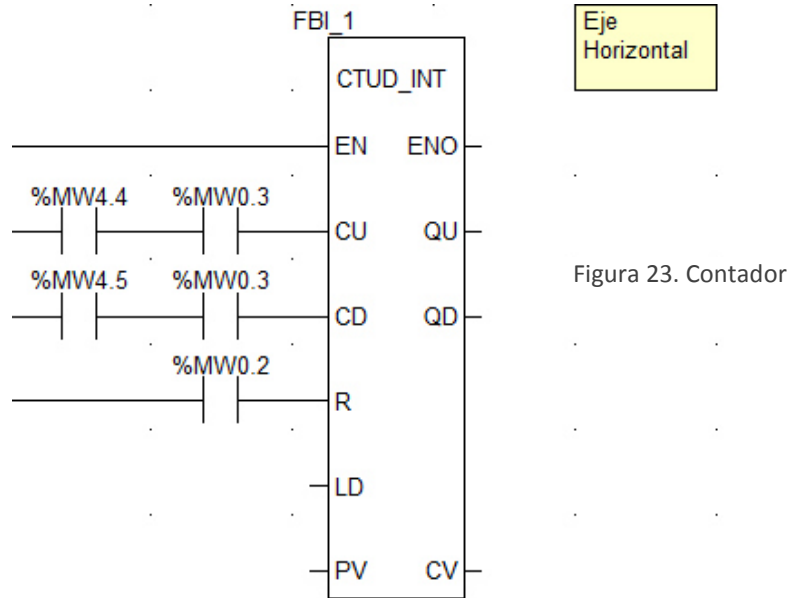 FBI_1
Eje
Horizontal
CTUD_INT
EN ENO
%MW4.4 %MW0.3
CU QU
%MW4.5 %MW0.3
CD QD
Figura 23. Contador
%MW0.2
R
LD
PV CV